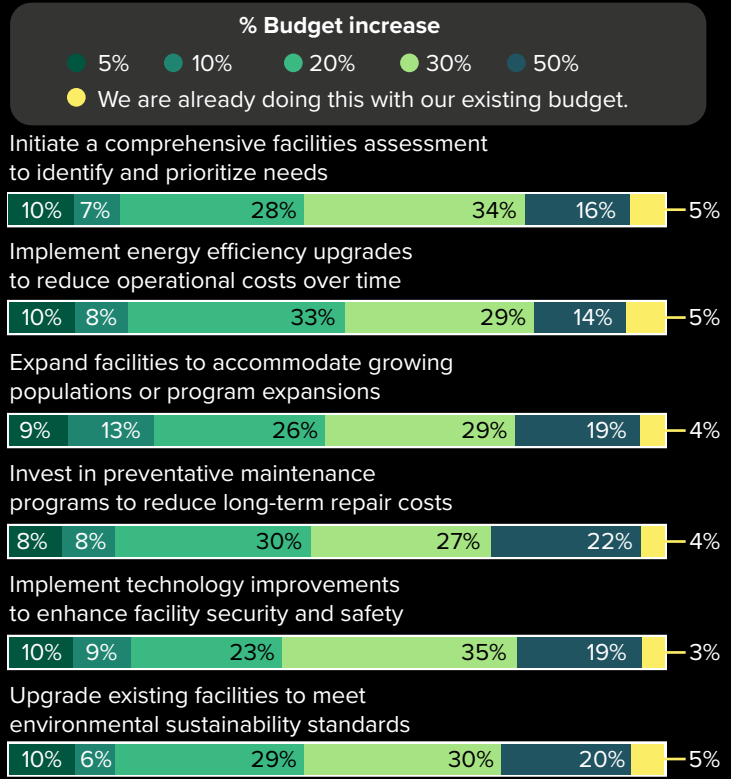 % Budget increase
5% 10% 20% 30% 50%
We are already doing this with our existing budget.
Initiate a comprehensive facilities assessment
to identify and prioritize needs
10% 7% 28% 34% 16% 5%
Implement energy efficiency upgrades
to reduce operational costs over time
10% 8% 33% 29% 14% 5%
Expand facilities to accommodate growing
populations or program expansions
9% 13% 26% 29% 19% 4%
Invest in preventative maintenance
programs to reduce long-term repair costs
8% 8% 30% 27% 22% 4%
Implement technology improvements
to enhance facility security and safety
10% 9% 23% 35% 19% 3%
Upgrade existing facilities to meet
environmental sustainability standards
10% 6% 29% 30% 20% 5%